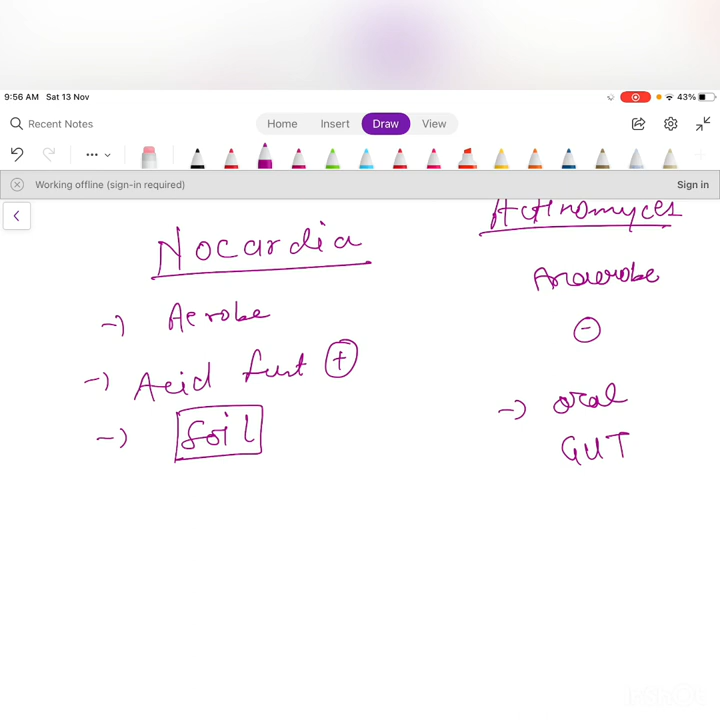 9:56 AM Sat 13 Nov
43%
Recent Notes
Home Insert Draw View
Working offline (sign-in required)
Sign in
Nocardia
Actinomyces
→ Aerobe
Anaerobe
→ Acid fast +
-
→ Soil
→ oral
GUT